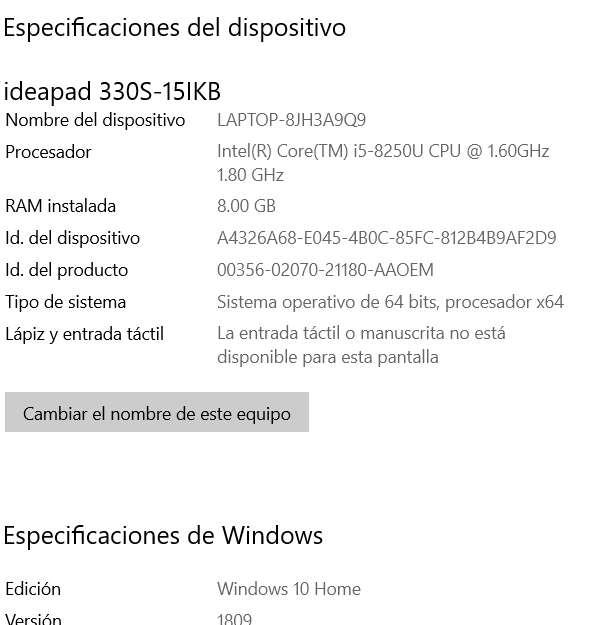 Especificaciones del dispositivo
ideapad 330S-15IKB
Nombre del dispositivo LAPTOP-8JH3A9Q9
Procesador Intel(R) Core(TM) i5-8250U CPU @ 1.60GHz
1.80 GHz
RAM instalada 8.00 GB
Id. del dispositivo A4326A68-E045-4B0C-85FC-812B4B9AF2D9
Id. del producto 00356-02070-21180-AAOEM
Tipo de sistema Sistema operativo de 64 bits, procesador x64
Lápiz y entrada táctil La entrada táctil o manuscrita no está
disponible para esta pantalla
Cambiar el nombre de este equipo
Especificaciones de Windows
Edición Windows 10 Home
Versión 1809